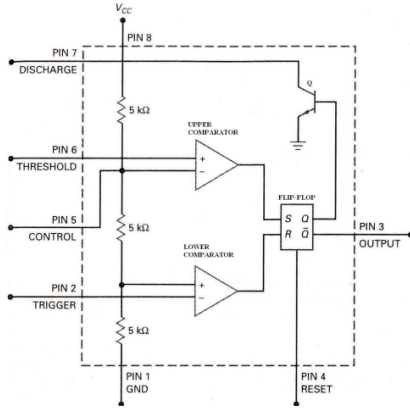 V_CC
PIN 8
PIN 7
DISCHARGE
Q
5 kΩ
UPPER
COMPARATOR
PIN 6
THRESHOLD
+
−
FLIP-FLOP
PIN 5
CONTROL
S Q
R Q̄
PIN 3
OUTPUT
5 kΩ
LOWER
COMPARATOR
PIN 2
TRIGGER
+
−
5 kΩ
PIN 1
GND
PIN 4
RESET